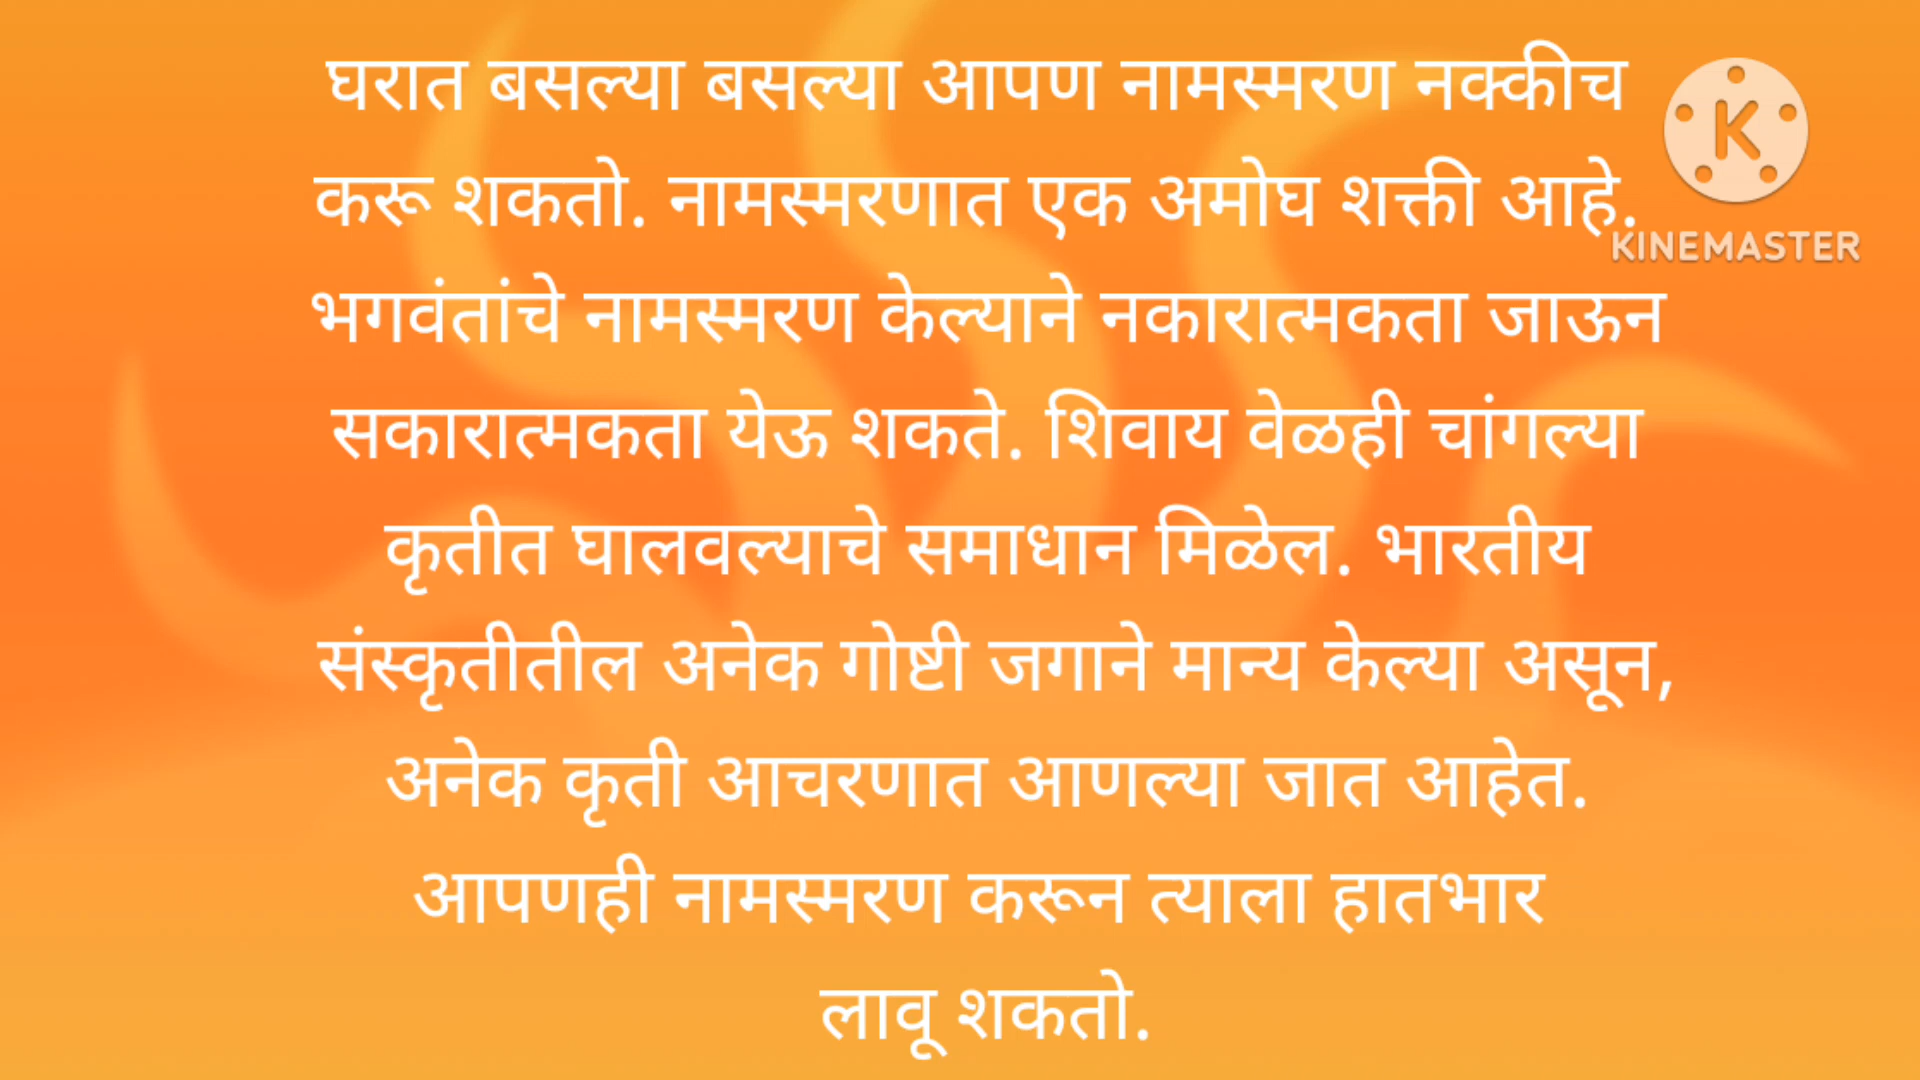 घरात बसल्या बसल्या आपण नामस्मरण नक्कीच
करू शकतो. नामस्मरणात एक अमोघ शक्ती आहे.
भगवंतांचे नामस्मरण केल्याने नकारात्मकता जाऊन
सकारात्मकता येऊ शकते. शिवाय वेळही चांगल्या
कृतीत घालवल्याचे समाधान मिळेल. भारतीय
संस्कृतीतील अनेक गोष्टी जगाने मान्य केल्या असून,
अनेक कृती आचरणात आणल्या जात आहेत.
आपणही नामस्मरण करून त्याला हातभार
लावू शकतो.
K
KINEMASTER